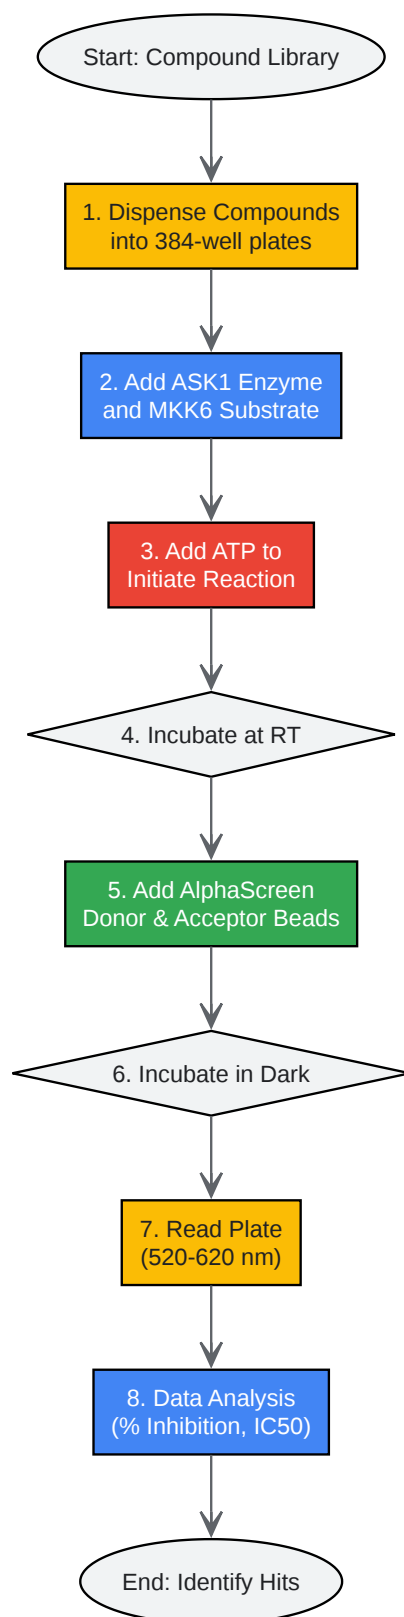 Start: Compound Library
1. Dispense Compounds
into 384-well plates
2. Add ASK1 Enzyme
and MKK6 Substrate
3. Add ATP to
Initiate Reaction
4. Incubate at RT
5. Add AlphaScreen
Donor & Acceptor Beads
6. Incubate in Dark
7. Read Plate
(520-620 nm)
8. Data Analysis
(% Inhibition, IC50)
End: Identify Hits